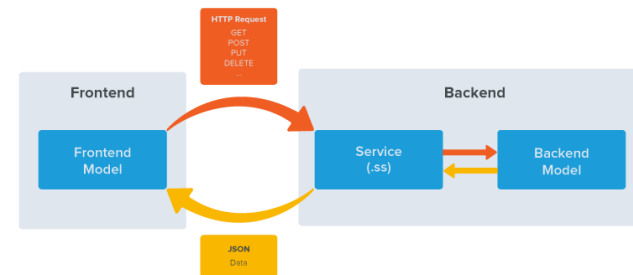 HTTP Request
GET
POST
PUT
DELETE
...
Frontend
Backend
Frontend
Model
Service
(.ss)
Backend
Model
JSON
Data